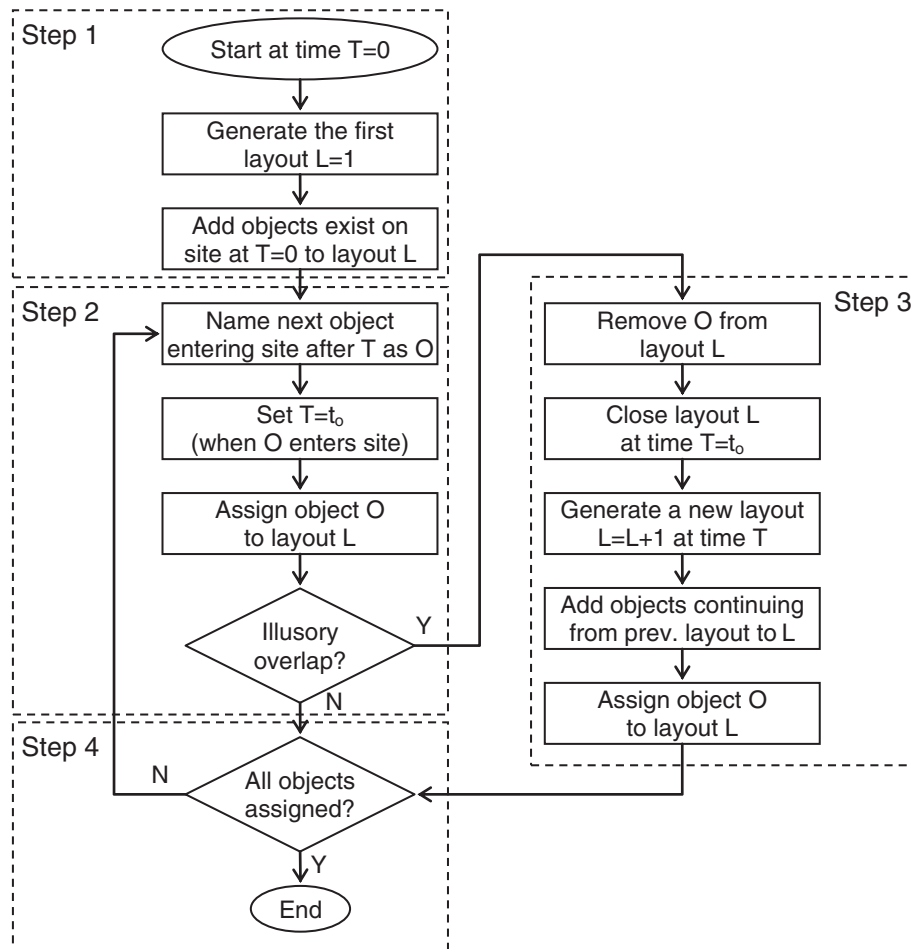 Step 1
Start at time T=0
Generate the first
layout L=1
Add objects exist on
site at T=0 to layout L
Step 2
Name next object
entering site after T as O
Set T=tₒ
(when O enters site)
Assign object O
to layout L
Illusory
overlap?
Y
N
Step 3
Remove O from
layout L
Close layout L
at time T=tₒ
Generate a new layout
L=L+1 at time T
Add objects continuing
from prev. layout to L
Assign object O
to layout L
Step 4
N
All objects
assigned?
Y
End